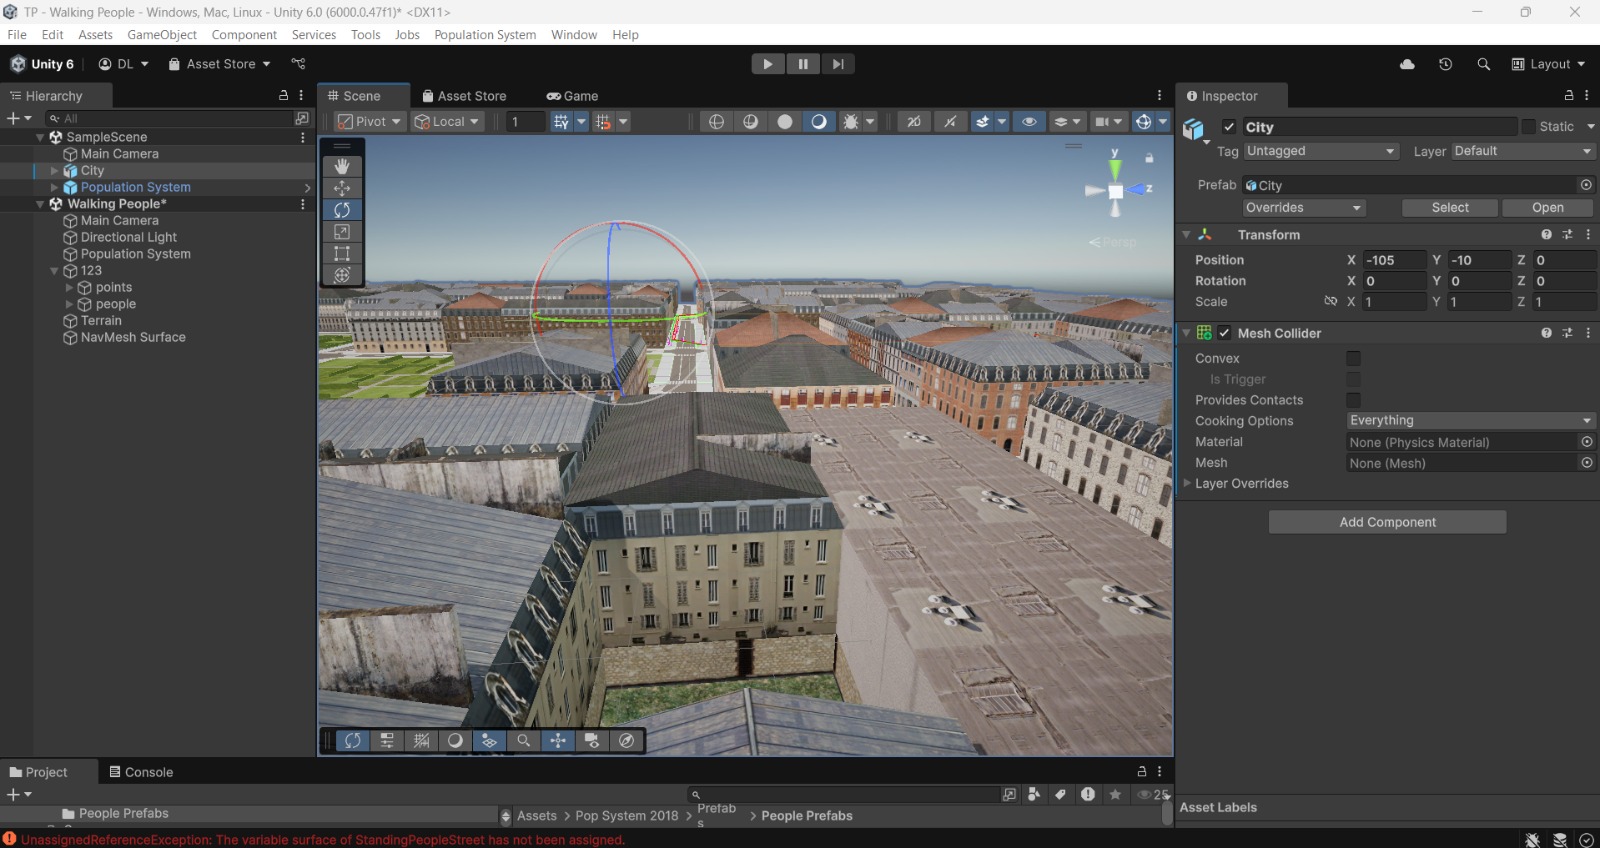 TP - Walking People - Windows, Mac, Linux - Unity 6.0 (6000.0.47f1)* <DX11>
File Edit Assets GameObject Component Services Tools Jobs Population System Window Help
Unity 6 DL Asset Store Layout
Hierarchy
All
SampleScene
Main Camera
City
Population System
Walking People*
Main Camera
Directional Light
Population System
123
points
people
Terrain
NavMesh Surface
Scene Asset Store Game
Pivot Local 1 2D
y
z
Persp
Inspector
City Static
Tag Untagged Layer Default
Prefab City
Overrides Select Open
Transform
Position X -105 Y -10 Z 0
Rotation X 0 Y 0 Z 0
Scale X 1 Y 1 Z 1
Mesh Collider
Convex
Is Trigger
Provides Contacts
Cooking Options Everything
Material None (Physics Material)
Mesh None (Mesh)
Layer Overrides
Add Component
Project Console
25
People Prefabs
Assets > Pop System 2018 > Prefabs > People Prefabs
Asset Labels
UnassignedReferenceException: The variable surface of StandingPeopleStreet has not been assigned.